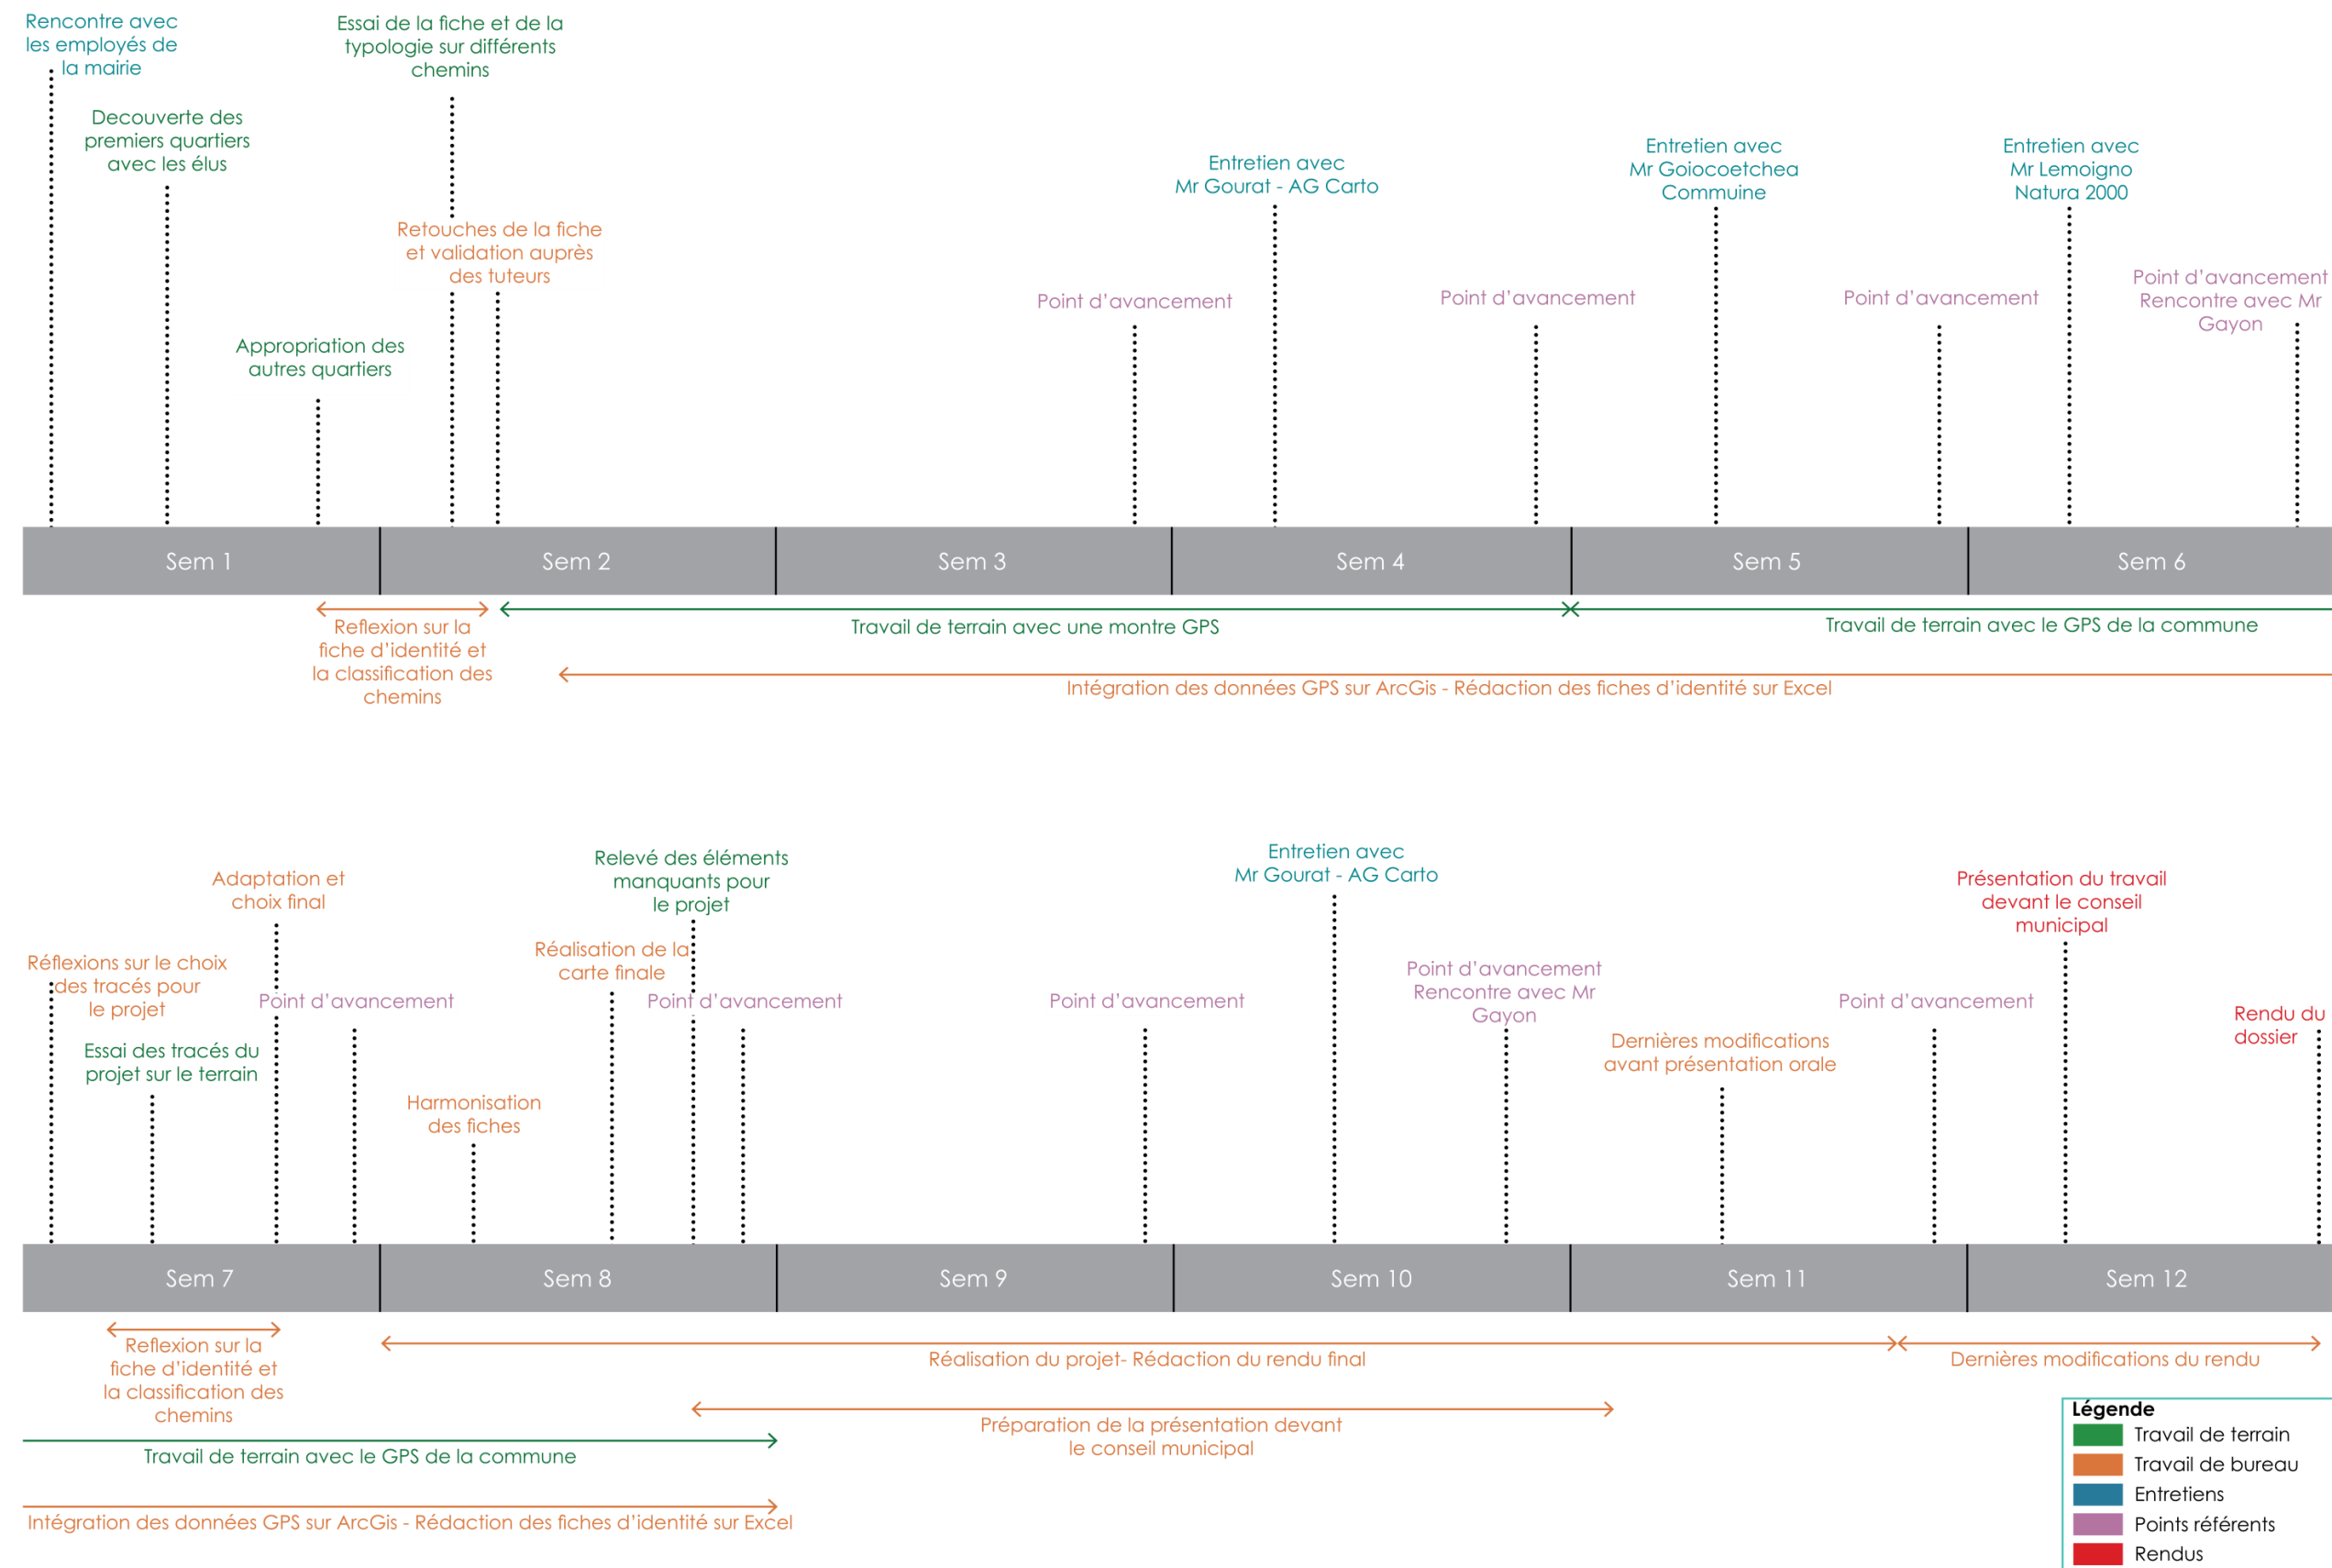 Rencontre avec
les employés de
la mairie
Decouverte des
premiers quartiers
avec les élus
Appropriation des
autres quartiers
Essai de la fiche et de la
typologie sur différents
chemins
Retouches de la fiche
et validation auprès
des tuteurs
Point d'avancement
Entretien avec
Mr Gourat - AG Carto
Point d'avancement
Entretien avec
Mr Goiocoetchea
Commuine
Point d'avancement
Entretien avec
Mr Lemoigno
Natura 2000
Point d'avancement
Rencontre avec Mr
Gayon
Sem 1
Sem 2
Sem 3
Sem 4
Sem 5
Sem 6
Reflexion sur la
fiche d'identité et
la classification des
chemins
Travail de terrain avec une montre GPS
Travail de terrain avec le GPS de la commune
Intégration des données GPS sur ArcGis - Rédaction des fiches d'identité sur Excel
Réflexions sur le choix
des tracés pour
le projet
Essai des tracés du
projet sur le terrain
Adaptation et
choix final
Point d'avancement
Harmonisation
des fiches
Réalisation de la
carte finale
Relevé des éléments
manquants pour
le projet
Point d'avancement
Point d'avancement
Entretien avec
Mr Gourat - AG Carto
Point d'avancement
Rencontre avec Mr
Gayon
Dernières modifications
avant présentation orale
Point d'avancement
Présentation du travail
devant le conseil
municipal
Rendu du
dossier
Sem 7
Sem 8
Sem 9
Sem 10
Sem 11
Sem 12
Reflexion sur la
fiche d'identité et
la classification des
chemins
Réalisation du projet- Rédaction du rendu final
Dernières modifications du rendu
Préparation de la présentation devant
le conseil municipal
Travail de terrain avec le GPS de la commune
Intégration des données GPS sur ArcGis - Rédaction des fiches d'identité sur Excel
Légende
Travail de terrain
Travail de bureau
Entretiens
Points référents
Rendus